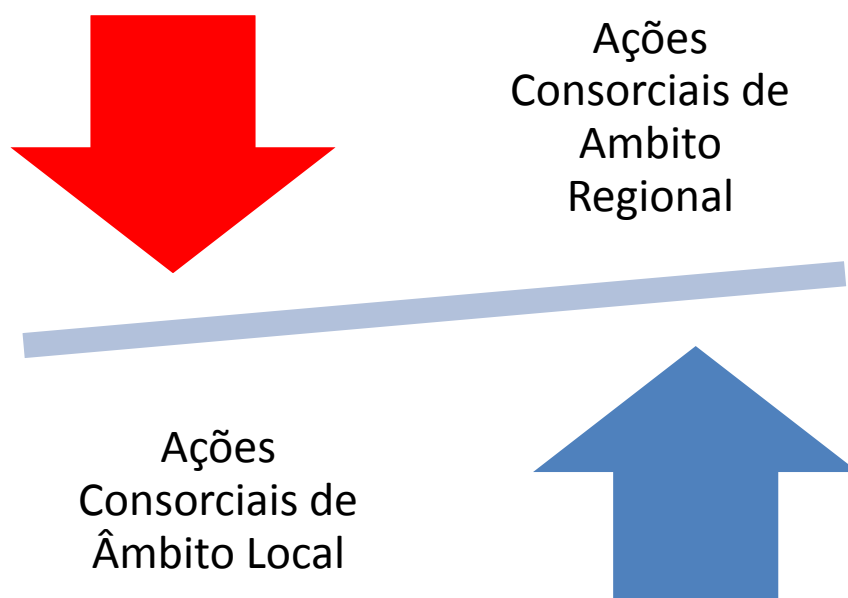 Ações
Consorciais de
Ambito
Regional
Ações
Consorciais de
Âmbito Local